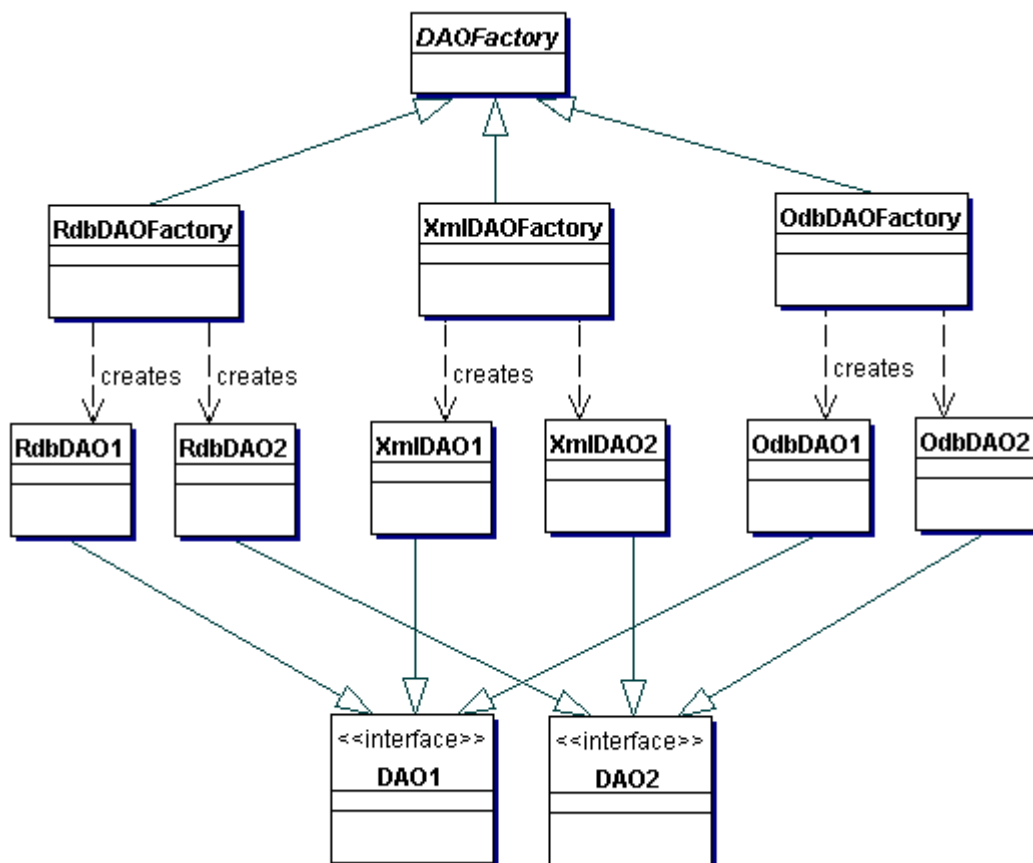 DAOFactory
RdbDAOFactory
XmlDAOFactory
OdbDAOFactory
creates
creates
creates
creates
RdbDAO1
RdbDAO2
XmlDAO1
XmlDAO2
OdbDAO1
OdbDAO2
<<interface>>
DAO1
<<interface>>
DAO2